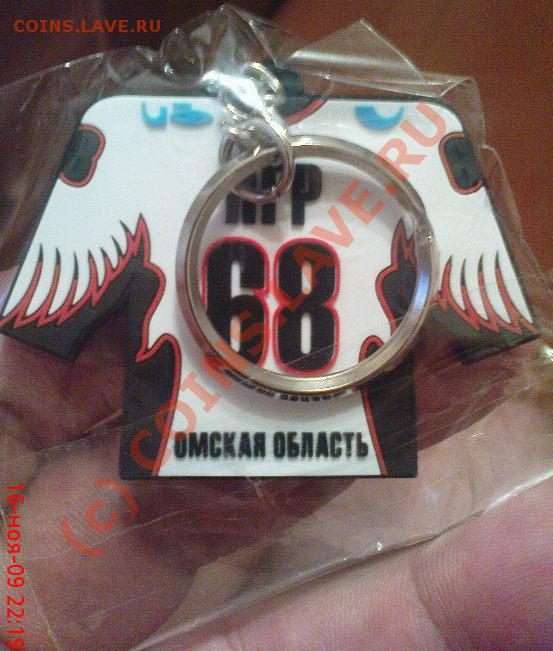 COINS.LAVE.RU
ЯГР
68
ОМСКАЯ ОБЛАСТЬ
(c) COINS.LAVE.RU
16-ноя-09 22:19